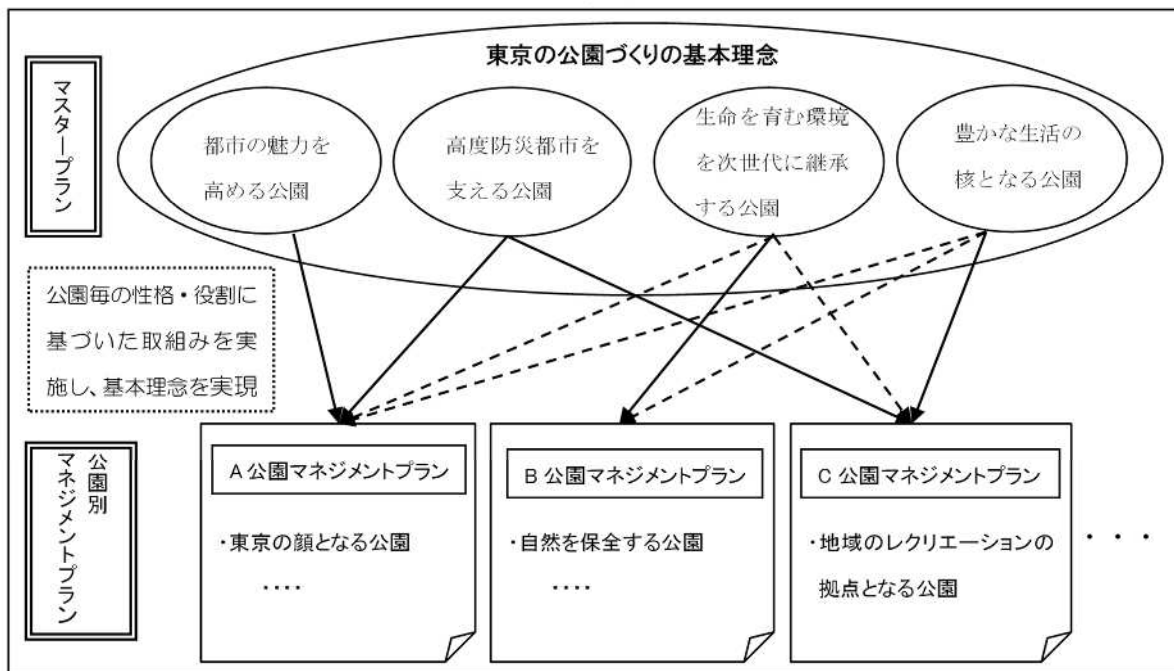 東京の公園づくりの基本理念
マスタープラン
都市の魅力を
高める公園
高度防災都市を
支える公園
生命を育む環境
を次世代に継承
する公園
豊かな生活の
核となる公園
公園毎の性格・役割に
基づいた取組みを実
施し、基本理念を実現
公園別
マネジメントプラン
A 公園マネジメントプラン
・東京の顔となる公園
‥‥
B 公園マネジメントプラン
・自然を保全する公園
‥‥
C 公園マネジメントプラン
・地域のレクリエーションの
拠点となる公園
・・・